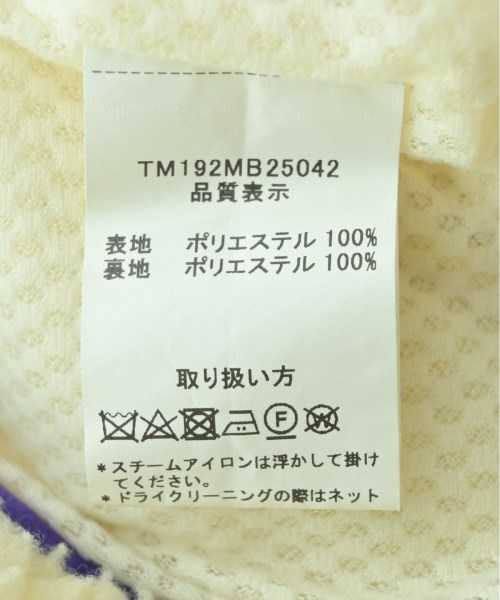 TM192MB25042
品質表示
表地 ポリエステル 100%
裏地 ポリエステル 100%
取り扱い方
F W
*スチームアイロンは浮かして掛け
てください。
*ドライクリーニングの際はネット